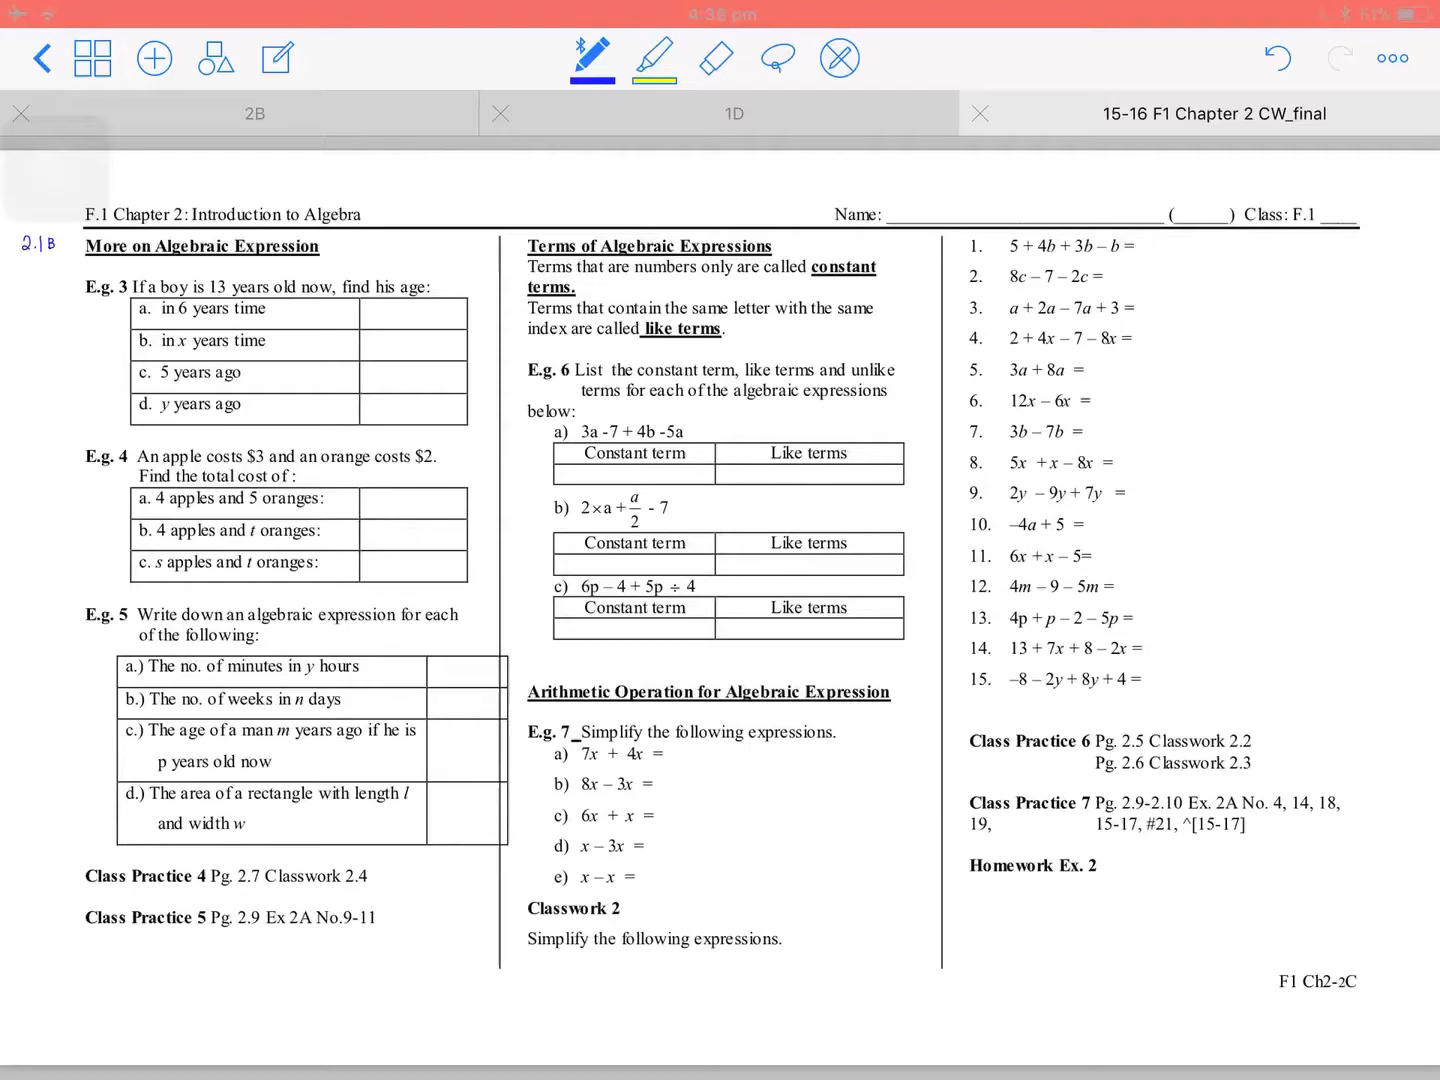 4:36 pm
51%
2B
1D
15-16 F1 Chapter 2 CW_final
F.1 Chapter 2: Introduction to Algebra
Name: ____________________________ (______) Class: F.1 ____
2.1B
More on Algebraic Expression
E.g. 3 If a boy is 13 years old now, find his age:
a. in 6 years time
b. in x years time
c. 5 years ago
d. y years ago
E.g. 4 An apple costs $3 and an orange costs $2.
Find the total cost of :
a. 4 apples and 5 oranges:
b. 4 apples and t oranges:
c. s apples and t oranges:
E.g. 5 Write down an algebraic expression for each
of the following:
a.) The no. of minutes in y hours
b.) The no. of weeks in n days
c.) The age of a man m years ago if he is
p years old now
d.) The area of a rectangle with length l
and width w
Class Practice 4 Pg. 2.7 Classwork 2.4
Class Practice 5 Pg. 2.9 Ex 2A No.9-11
Terms of Algebraic Expressions
Terms that are numbers only are called constant
terms.
Terms that contain the same letter with the same
index are called like terms.
E.g. 6 List the constant term, like terms and unlike
terms for each of the algebraic expressions
below:
a) 3a -7 + 4b -5a
Constant term Like terms
b) 2×a + a/2 - 7
Constant term Like terms
c) 6p – 4 + 5p ÷ 4
Constant term Like terms
Arithmetic Operation for Algebraic Expression
E.g. 7_Simplify the following expressions.
a) 7x + 4x =
b) 8x – 3x =
c) 6x + x =
d) x – 3x =
e) x – x =
Classwork 2
Simplify the following expressions.
1. 5 + 4b + 3b – b =
2. 8c – 7 – 2c =
3. a + 2a – 7a + 3 =
4. 2 + 4x – 7 – 8x =
5. 3a + 8a =
6. 12x – 6x =
7. 3b – 7b =
8. 5x + x – 8x =
9. 2y – 9y + 7y =
10. –4a + 5 =
11. 6x + x – 5=
12. 4m – 9 – 5m =
13. 4p + p – 2 – 5p =
14. 13 + 7x + 8 – 2x =
15. –8 – 2y + 8y + 4 =
Class Practice 6 Pg. 2.5 Classwork 2.2
Pg. 2.6 Classwork 2.3
Class Practice 7 Pg. 2.9-2.10 Ex. 2A No. 4, 14, 18,
19, 15-17, #21, ^[15-17]
Homework Ex. 2
F1 Ch2-2C